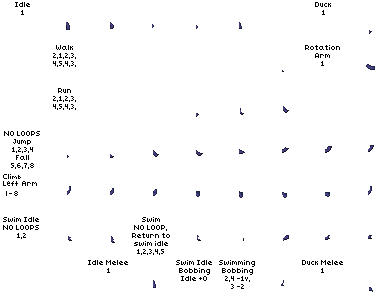 Idle
1
Duck
1
Walk
2,1,2,3,
4,5,4,3,
Rotation
Arm
1
Run
2,1,2,3,
4,5,4,3,
NO LOOPS
Jump
1,2,3,4
Fall
5,6,7,8
Climb
Left Arm
1-8
Swim Idle
NO LOOPS
1,2
Swim
NO LOOP,
Return to
swim idle
1,2,3,4,5
Idle Melee
1
Swim Idle
Bobbing
Idle +0
Swimming
Bobbing
2,4 -1v,
3 -2
Duck Melee
1